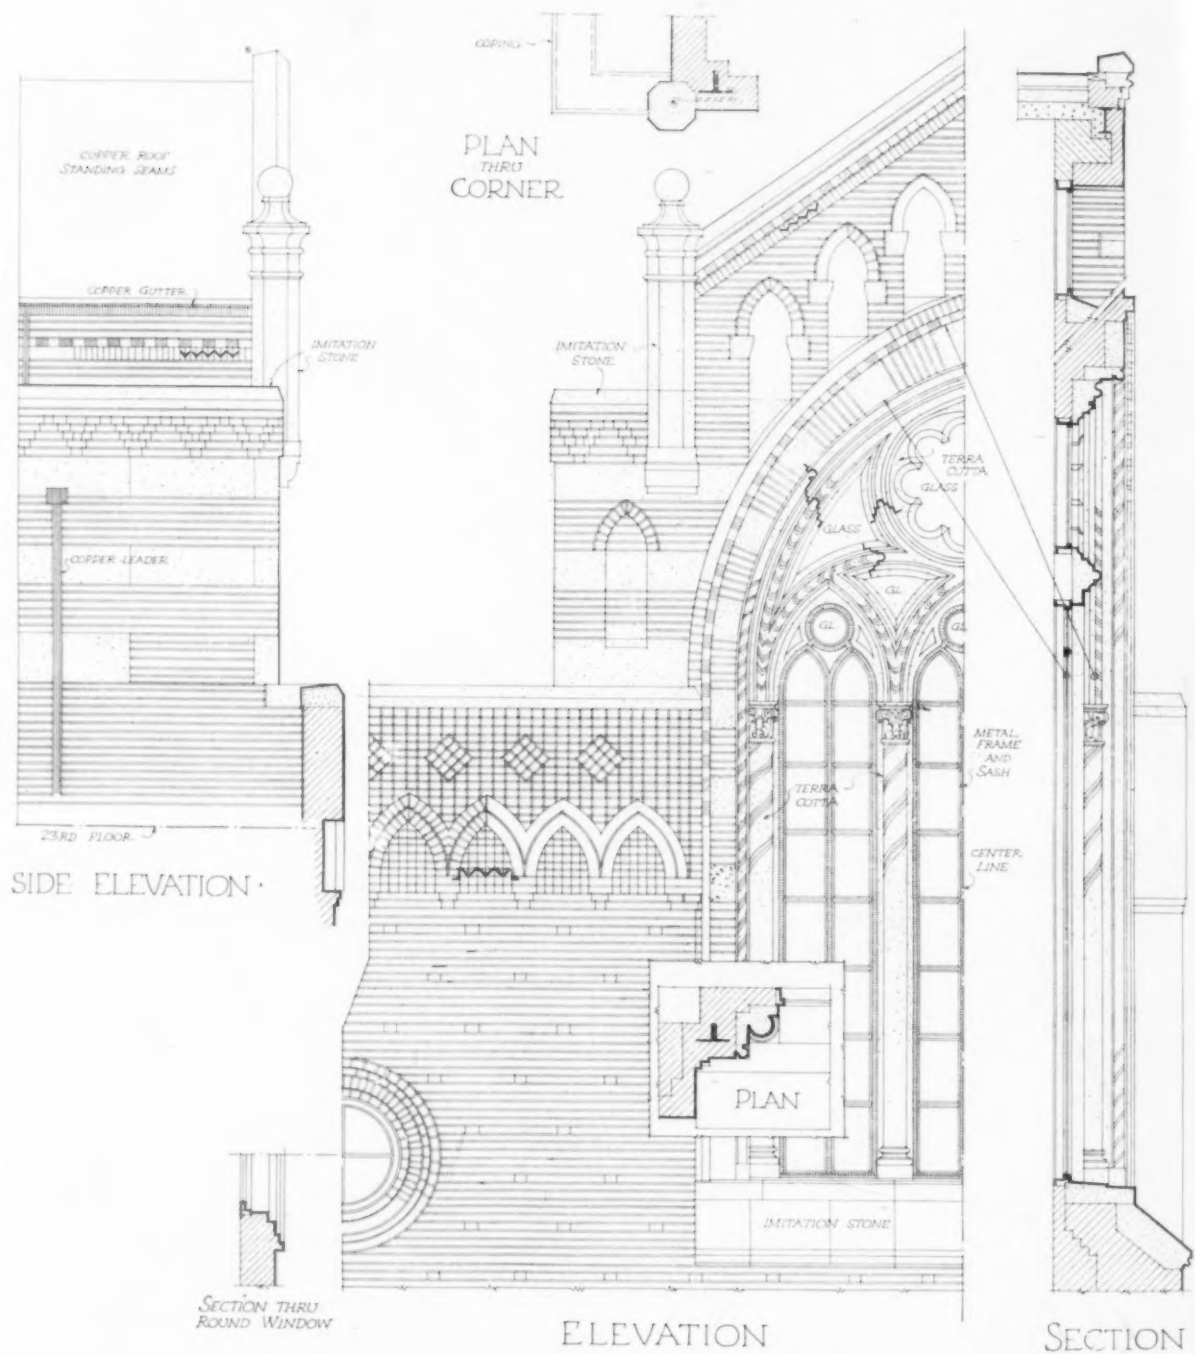 COPING
PLAN
THRU
CORNER
COPPER ROOF
STANDING SEAMS
COPPER GUTTER
IMITATION
STONE
IMITATION
STONE
TERRA
COTTA
GLASS
GLASS
GL.
GL.
GL.
COPPER LEADER
METAL
FRAME
AND
SASH
TERRA
COTTA
23RD FLOOR
CENTER
LINE
SIDE ELEVATION
PLAN
IMITATION STONE
SECTION THRU
ROUND WINDOW
ELEVATION
SECTION